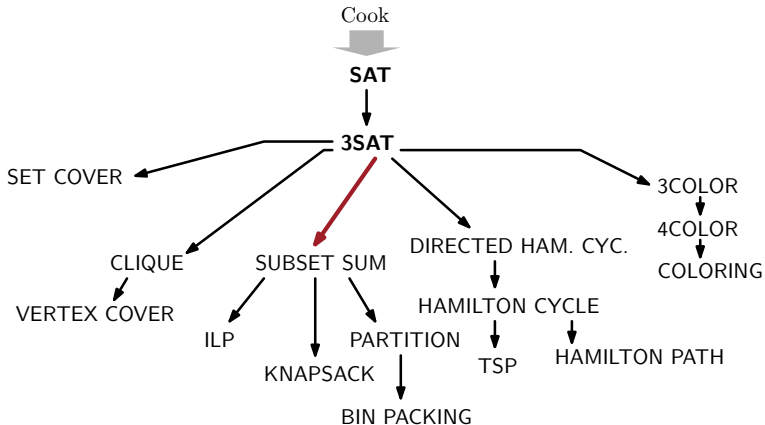 Cook
SAT
3SAT
SET COVER
3COLOR
4COLOR
DIRECTED HAM. CYC.
CLIQUE
SUBSET SUM
COLORING
HAMILTON CYCLE
VERTEX COVER
ILP
PARTITION
HAMILTON PATH
TSP
KNAPSACK
BIN PACKING